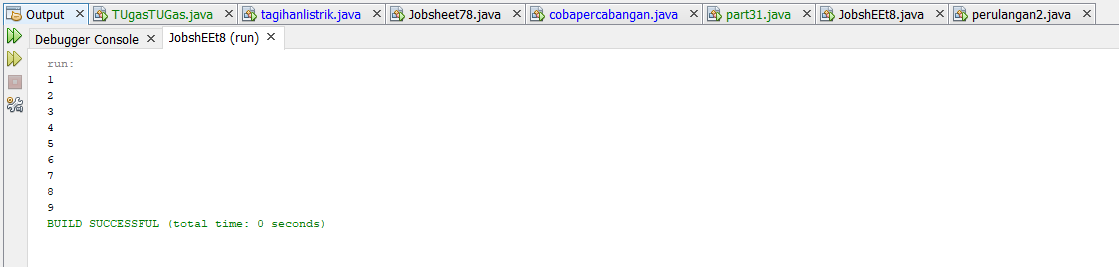 Output TUgasTUGas.java tagihanlistrik.java Jobsheet78.java cobapercabangan.java part31.java JobshEEt8.java perulangan2.java
Debugger Console JobshEEt8 (run)
run:
1
2
3
4
5
6
7
8
9
BUILD SUCCESSFUL (total time: 0 seconds)